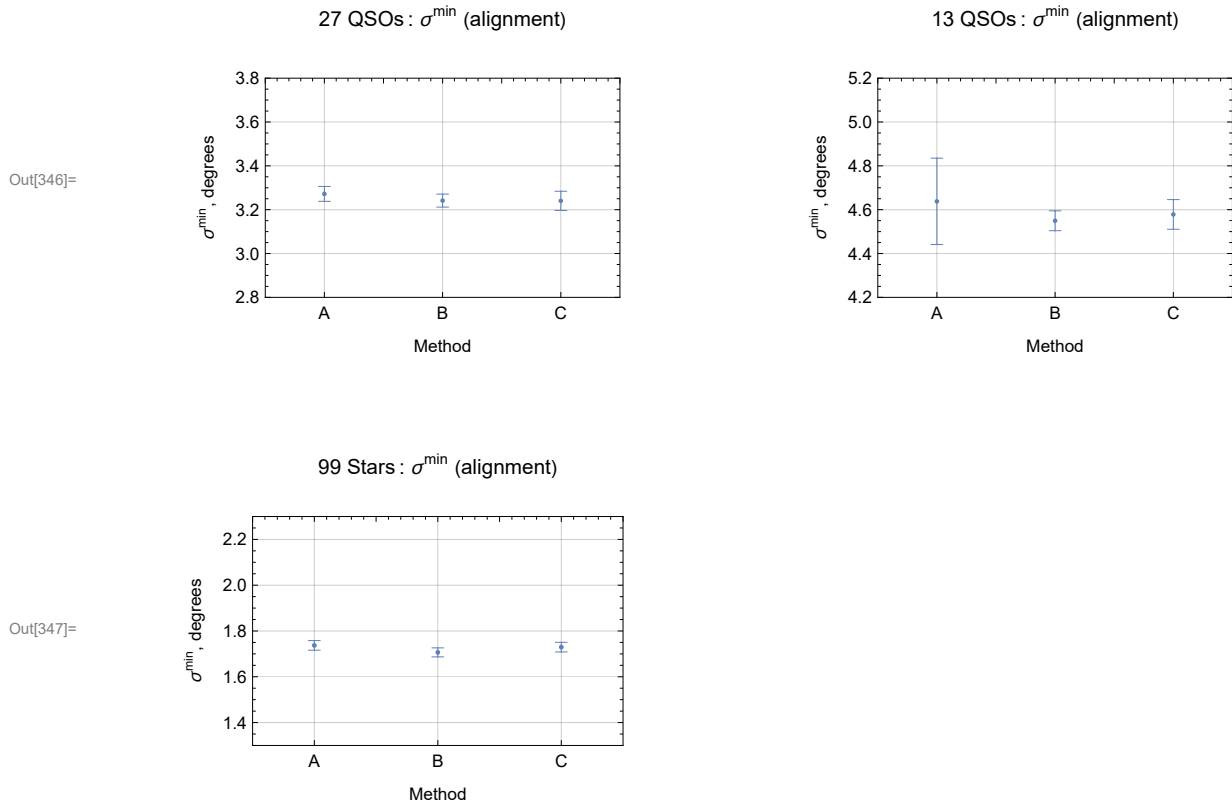 27 QSOs : σ^min (alignment)
13 QSOs : σ^min (alignment)
Out[346]=
σ^min, degrees
3.8
3.6
3.4
3.2
3.0
2.8
A B C
Method
σ^min, degrees
5.2
5.0
4.8
4.6
4.4
4.2
A B C
Method
99 Stars : σ^min (alignment)
Out[347]=
σ^min, degrees
2.2
2.0
1.8
1.6
1.4
A B C
Method